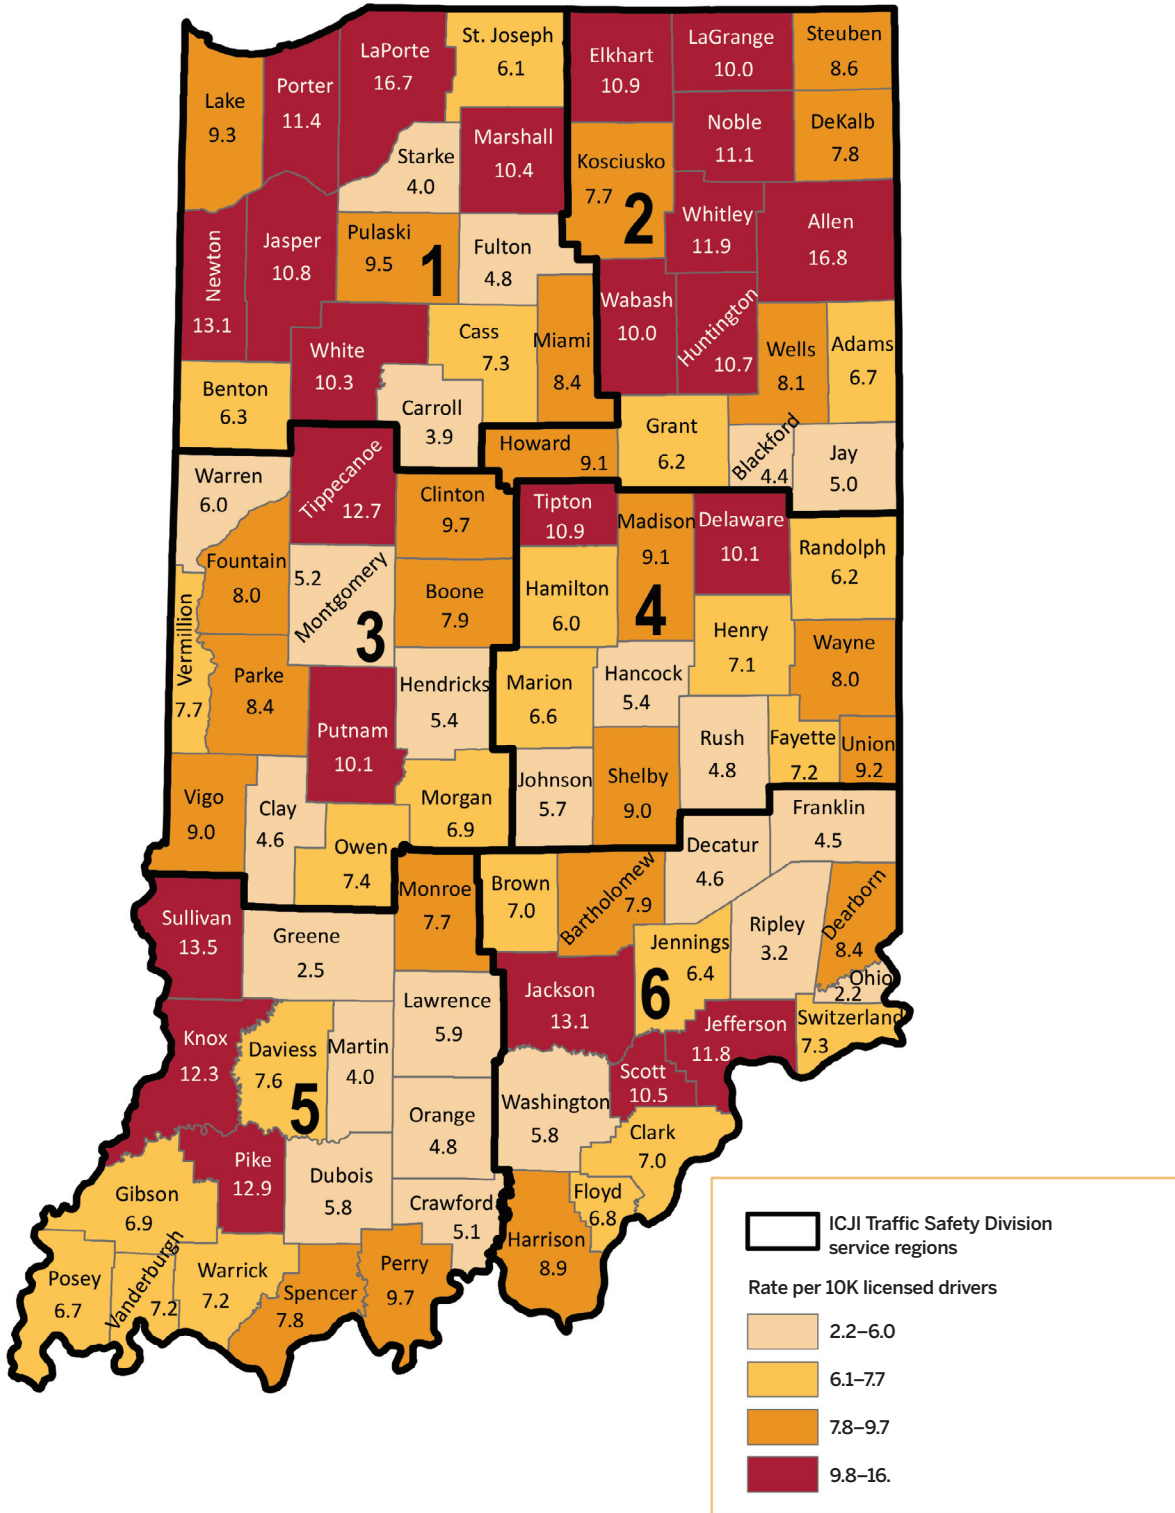 St. Joseph
6.1
LaPorte
16.7
Porter
11.4
Lake
9.3
Elkhart
10.9
LaGrange
10.0
Steuben
8.6
Noble
11.1
DeKalb
7.8
Marshall
10.4
Starke
4.0
Kosciusko
7.7
2
Whitley
11.9
Allen
16.8
Newton
13.1
Jasper
10.8
Pulaski
9.5
1
Fulton
4.8
Wabash
10.0
Huntington
10.7
Wells
8.1
Adams
6.7
White
10.3
Cass
7.3
Miami
8.4
Benton
6.3
Carroll
3.9
Howard
9.1
Grant
6.2
Blackford
4.4
Jay
5.0
Warren
6.0
Tippecanoe
12.7
Clinton
9.7
Tipton
10.9
Madison
9.1
4
Delaware
10.1
Randolph
6.2
Fountain
8.0
5.2
Montgomery
3
Boone
7.9
Hamilton
6.0
Henry
7.1
Wayne
8.0
Vermillion
7.7
Parke
8.4
Putnam
10.1
Hendricks
5.4
Marion
6.6
Hancock
5.4
Rush
4.8
Fayette
7.2
Union
9.2
Vigo
9.0
Clay
4.6
Owen
7.4
Morgan
6.9
Johnson
5.7
Shelby
9.0
Franklin
4.5
Decatur
4.6
Monroe
7.7
Brown
7.0
Bartholomew
7.9
Sullivan
13.5
Greene
2.5
Jennings
6.4
6
Ripley
3.2
Dearborn
8.4
Ohio
2.2
Switzerland
7.3
Lawrence
5.9
Jackson
13.1
Jefferson
11.8
Knox
12.3
Daviess
7.6
5
Martin
4.0
Scott
10.5
Orange
4.8
Washington
5.8
Clark
7.0
Pike
12.9
Dubois
5.8
Gibson
6.9
Crawford
5.1
Floyd
6.8
Harrison
8.9
Posey
6.7
Vanderburgh
7.2
Warrick
7.2
Spencer
7.8
Perry
9.7
ICJI Traffic Safety Division
service regions
Rate per 10K licensed drivers
2.2–6.0
6.1–7.7
7.8–9.7
9.8–16.